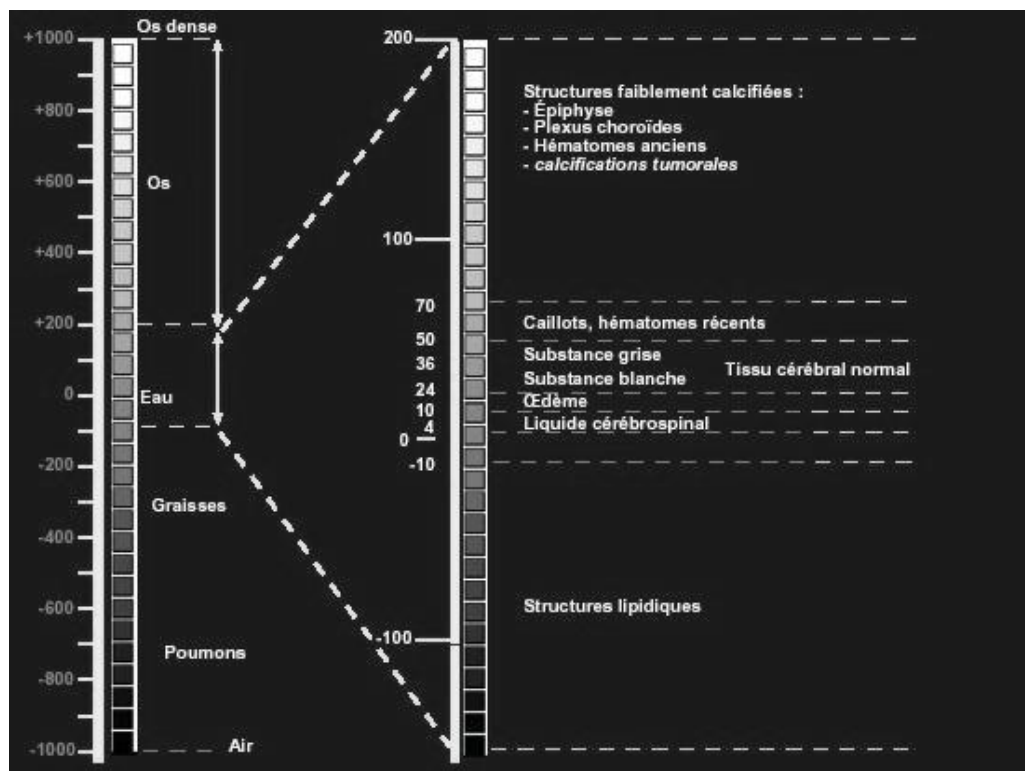 Os dense
+1000
+800
+600
+400
+200
0
-200
-400
-600
-800
-1000
Os
Eau
Graisses
Poumons
Air
200
100
70
50
36
24
10
4
0
-10
-100
Structures faiblement calcifiées :
- Épiphyse
- Plexus choroïdes
- Hématomes anciens
- calcifications tumorales
Caillots, hématomes récents
Substance grise
Substance blanche
Tissu cérébral normal
Œdème
Liquide cérébrospinal
Structures lipidiques